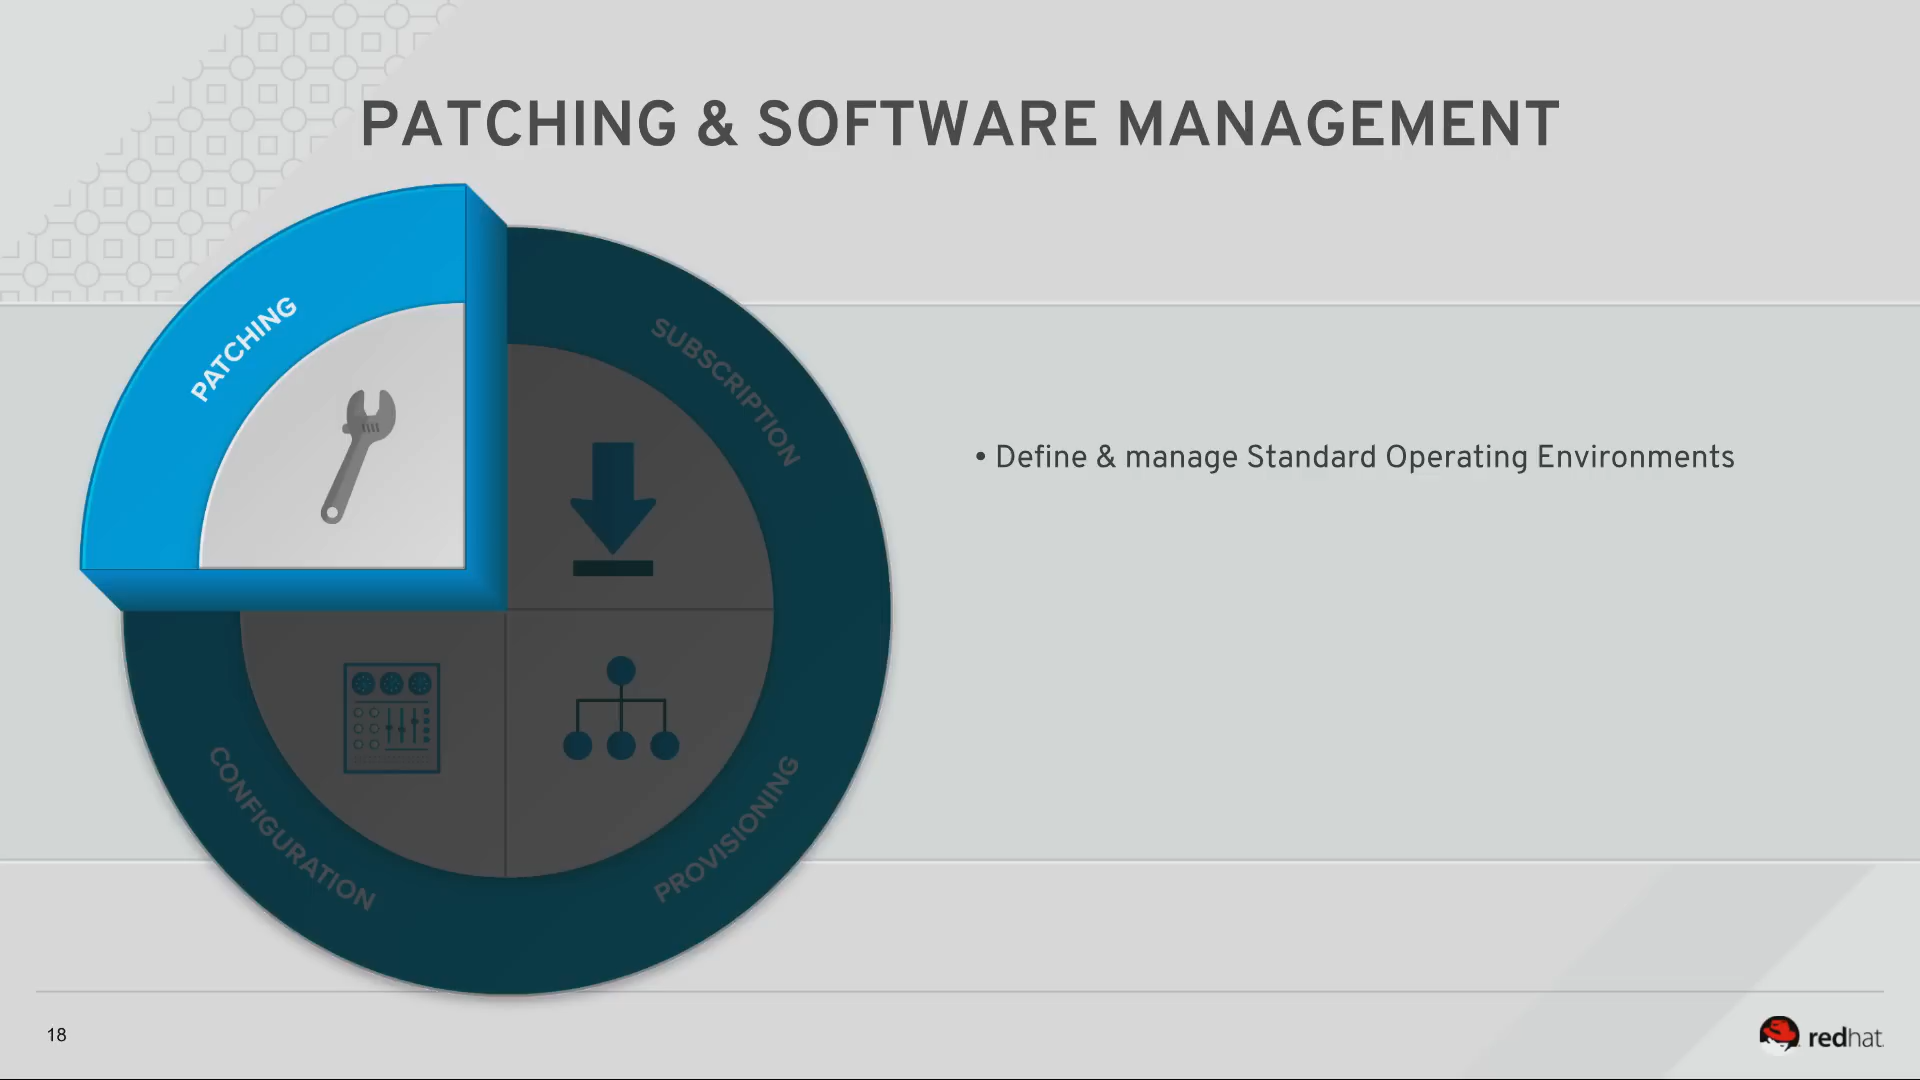 PATCHING & SOFTWARE MANAGEMENT
PATCHING
SUBSCRIPTION
• Define & manage Standard Operating Environments
CONFIGURATION
PROVISIONING
18
redhat.